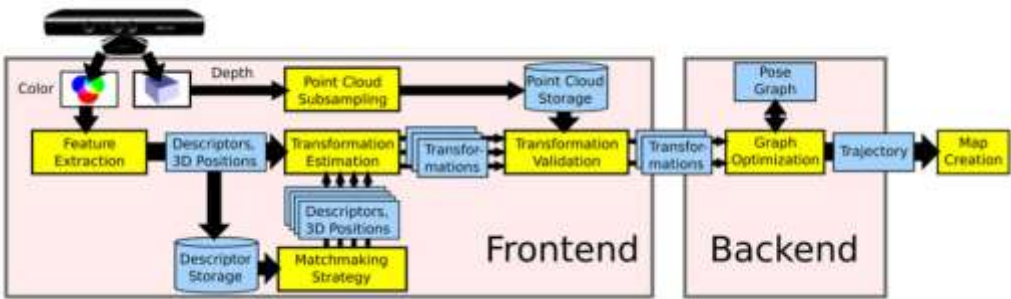 Color
Depth
Point Cloud
Subsampling
Point Cloud
Storage
Pose
Graph
Feature
Extraction
Descriptors,
3D Positions
Transformation
Estimation
Transfor-
mations
Transformation
Validation
Transfor-
mations
Graph
Optimization
Trajectory
Map
Creation
Descriptors,
3D Positions
Descriptor
Storage
Matchmaking
Strategy
Frontend
Backend